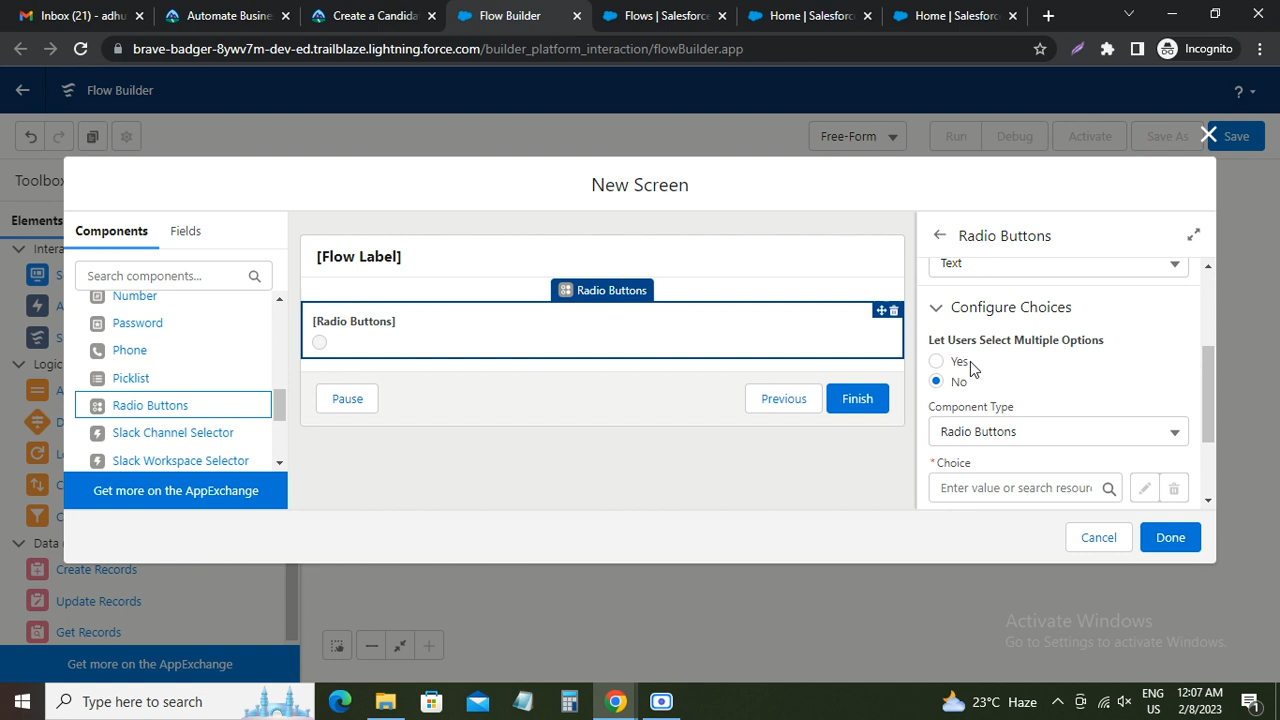 Inbox (21) - adhu
Automate Busine
Create a Candida
Flow Builder
Flows | Salesforce
Home | Salesforc
Home | Salesforc
brave-badger-8ywv7m-dev-ed.trailblaze.lightning.force.com/builder_platform_interaction/flowBuilder.app
Incognito
Flow Builder
?
Free-Form
Run
Debug
Activate
Save As
Save
Toolbox
New Screen
Elements
Components
Fields
[Flow Label]
Radio Buttons
Intera
Search components...
Radio Buttons
Text
S
Number
Configure Choices
A
Password
[Radio Buttons]
Let Users Select Multiple Options
S
Phone
Yes
Logic
Picklist
No
A
Radio Buttons
Pause
Previous
Finish
Component Type
D
Slack Channel Selector
Radio Buttons
L
Slack Workspace Selector
* Choice
C
Get more on the AppExchange
Enter value or search resourc
C
Cancel
Done
Data
Create Records
Update Records
Get Records
Activate Windows
Go to Settings to activate Windows.
Get more on the AppExchange
Type here to search
23°C Haze
ENG
US
12:07 AM
2/8/2023
1